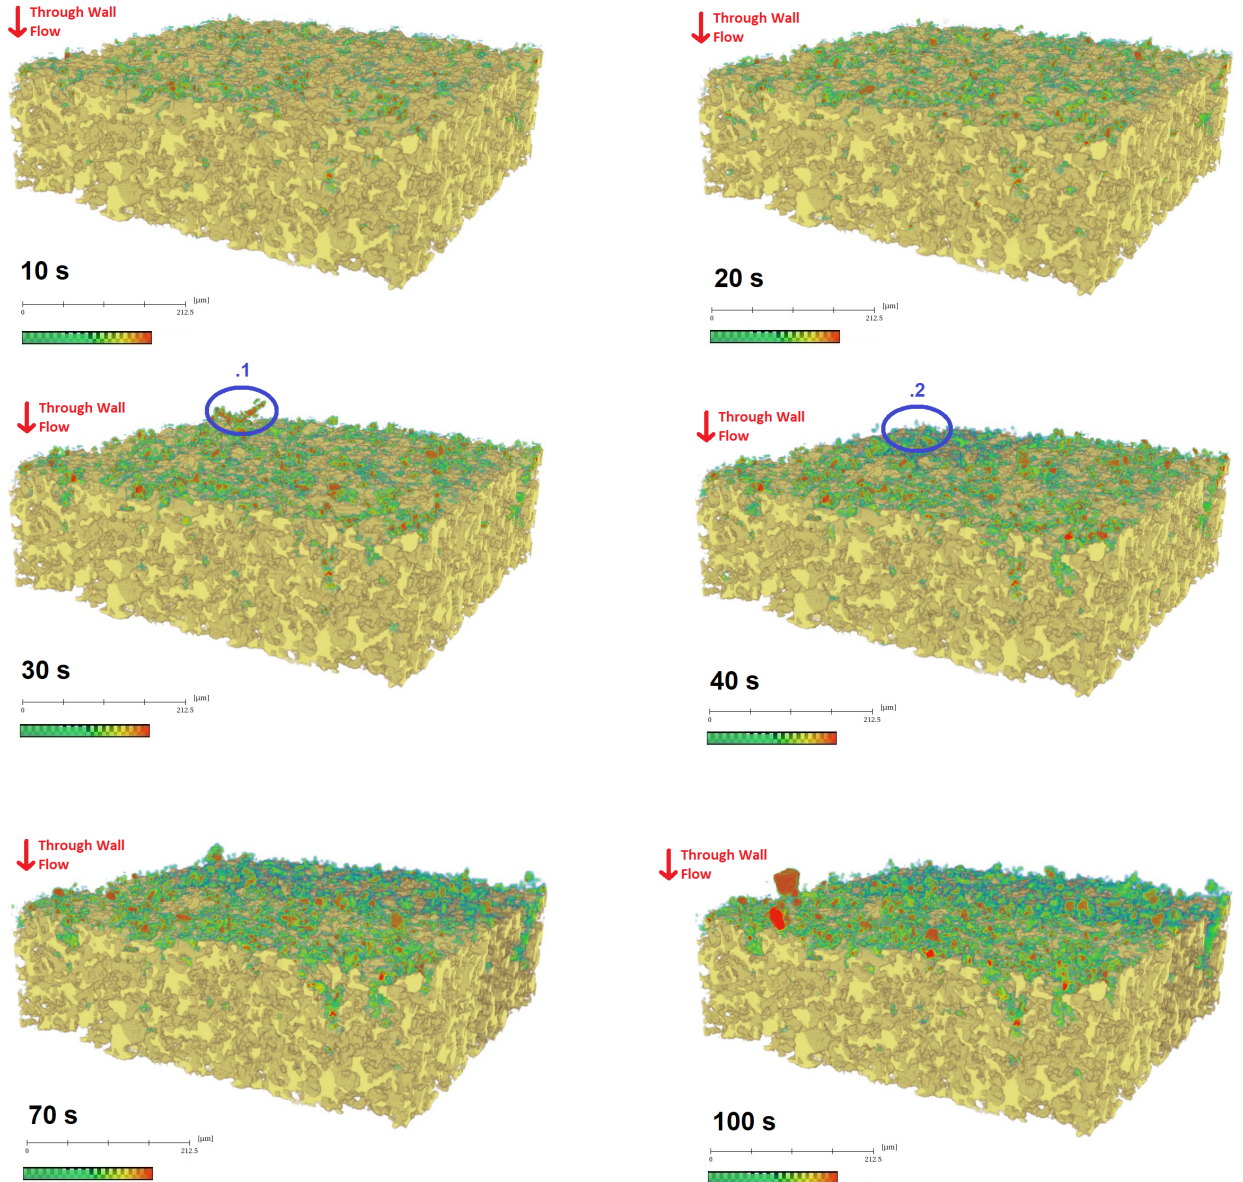 Through Wall
Flow
10 s
[µm]
0
212.5
Through Wall
Flow
20 s
[µm]
0
212.5
.1
Through Wall
Flow
30 s
[µm]
0
212.5
.2
Through Wall
Flow
40 s
[µm]
0
212.5
Through Wall
Flow
70 s
[µm]
0
212.5
Through Wall
Flow
100 s
[µm]
0
212.5